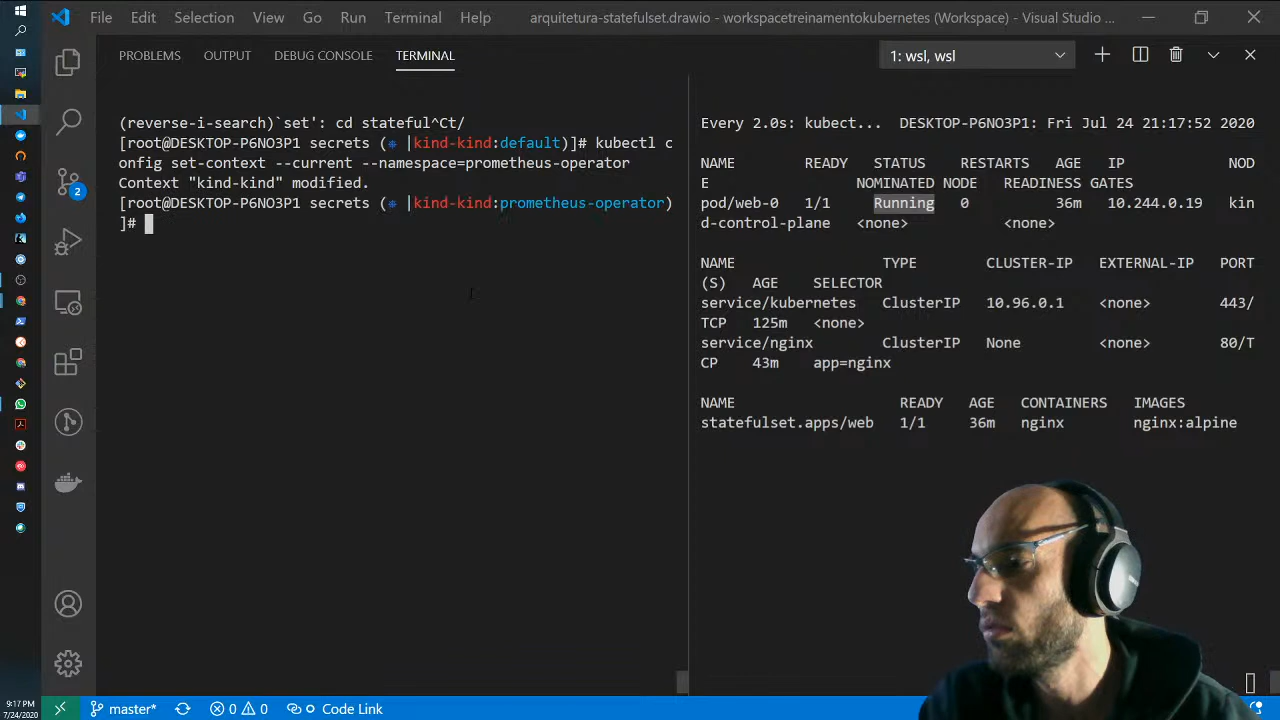 File Edit Selection View Go Run Terminal Help arquitetura-statefulset.drawio - workspacetreinamentokubernetes (Workspace) - Visual Studio ...
PROBLEMS OUTPUT DEBUG CONSOLE TERMINAL 1: wsl, wsl
(reverse-i-search)`set': cd stateful^Ct/
[root@DESKTOP-P6NO3P1 secrets (⎈ |kind-kind:default)]# kubectl c
onfig set-context --current --namespace=prometheus-operator
Context "kind-kind" modified.
[root@DESKTOP-P6NO3P1 secrets (⎈ |kind-kind:prometheus-operator)
]#
Every 2.0s: kubect... DESKTOP-P6NO3P1: Fri Jul 24 21:17:52 2020
NAME READY STATUS RESTARTS AGE IP NOD
E NOMINATED NODE READINESS GATES
pod/web-0 1/1 Running 0 36m 10.244.0.19 kin
d-control-plane <none> <none>
NAME TYPE CLUSTER-IP EXTERNAL-IP PORT
(S) AGE SELECTOR
service/kubernetes ClusterIP 10.96.0.1 <none> 443/
TCP 125m <none>
service/nginx ClusterIP None <none> 80/T
CP 43m app=nginx
NAME READY AGE CONTAINERS IMAGES
statefulset.apps/web 1/1 36m nginx nginx:alpine
2
9:17 PM
7/24/2020
master* 0 0 Code Link